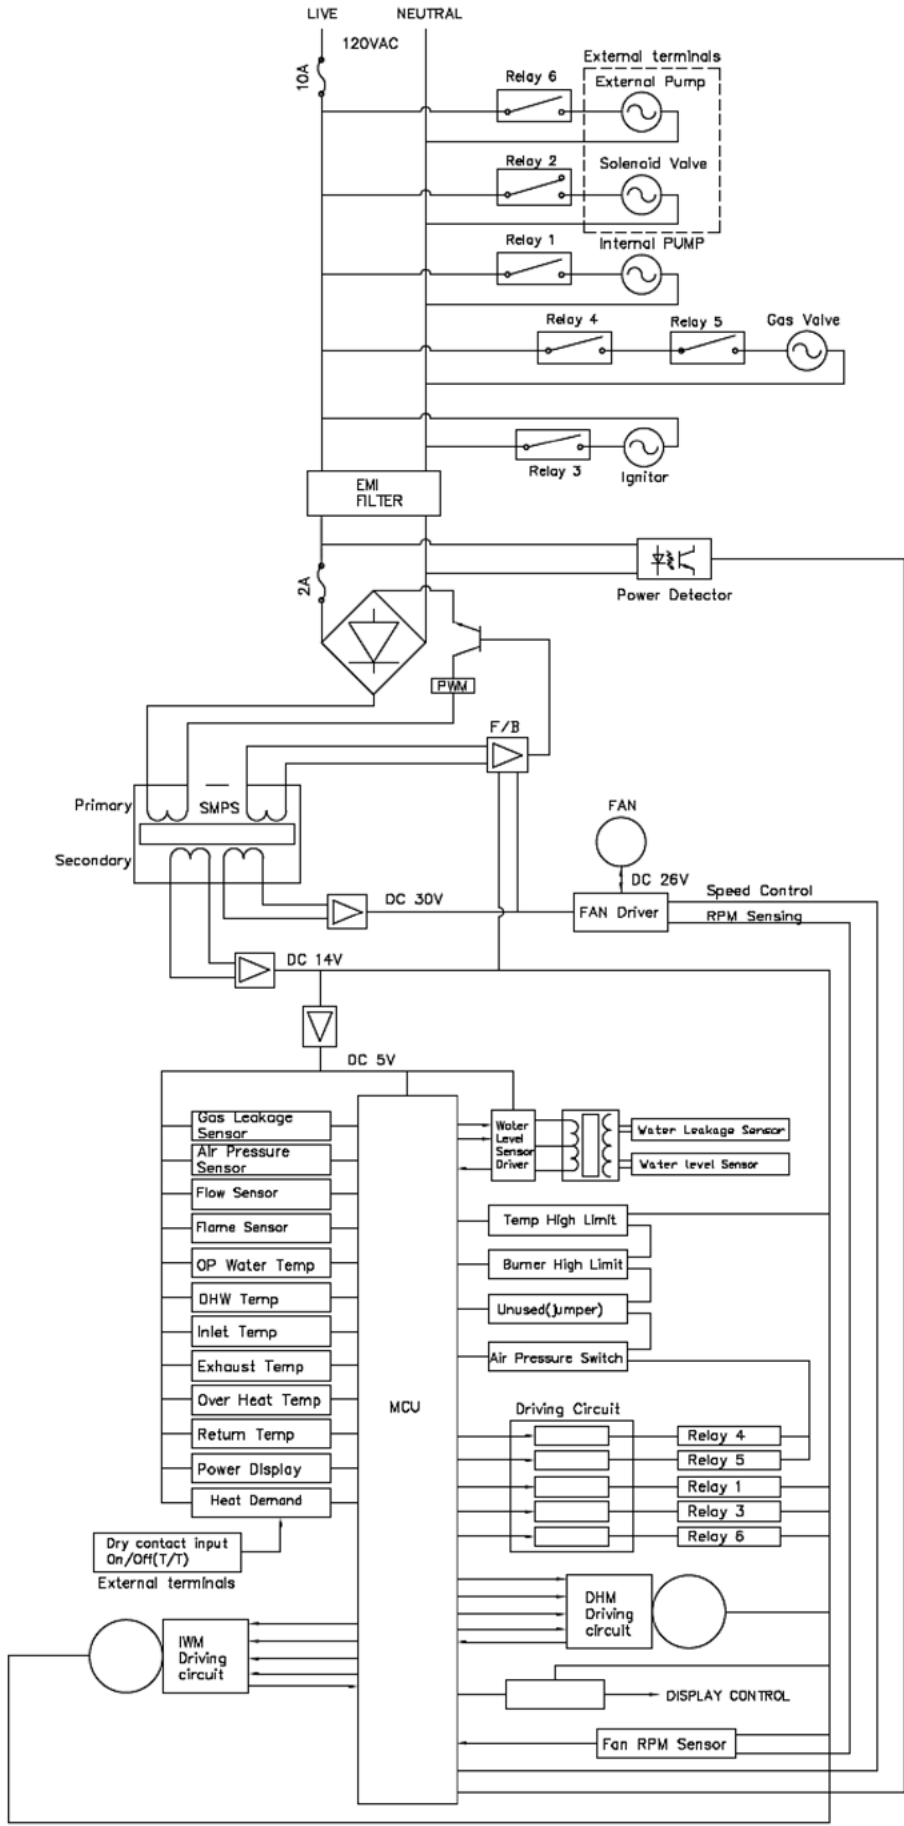 LIVE
NEUTRAL
120VAC
10A
External terminals
Relay 6
External Pump
Relay 2
Solenoid Valve
Relay 1
Internal PUMP
Relay 4
Relay 5
Gas Valve
Relay 3
Ignitor
EMI
FILTER
2A
Power Detector
PWM
F/B
Primary
SMPS
Secondary
FAN
DC 26V
DC 30V
FAN Driver
Speed Control
RPM Sensing
DC 14V
DC 5V
Gas Leakage
Sensor
Air Pressure
Sensor
Flow Sensor
Flame Sensor
OP Water Temp
DHW Temp
Inlet Temp
Exhaust Temp
Over Heat Temp
Return Temp
Power Display
Heat Demand
Dry contact input
On/Off(T/T)
External terminals
IWM
Driving
circuit
MCU
Water
Level
Sensor
Driver
Water Leakage Sensor
Water level Sensor
Temp High Limit
Burner High Limit
Unused(jumper)
Air Pressure Switch
Driving Circuit
Relay 4
Relay 5
Relay 1
Relay 3
Relay 6
DHM
Driving
circuit
DISPLAY CONTROL
Fan RPM Sensor